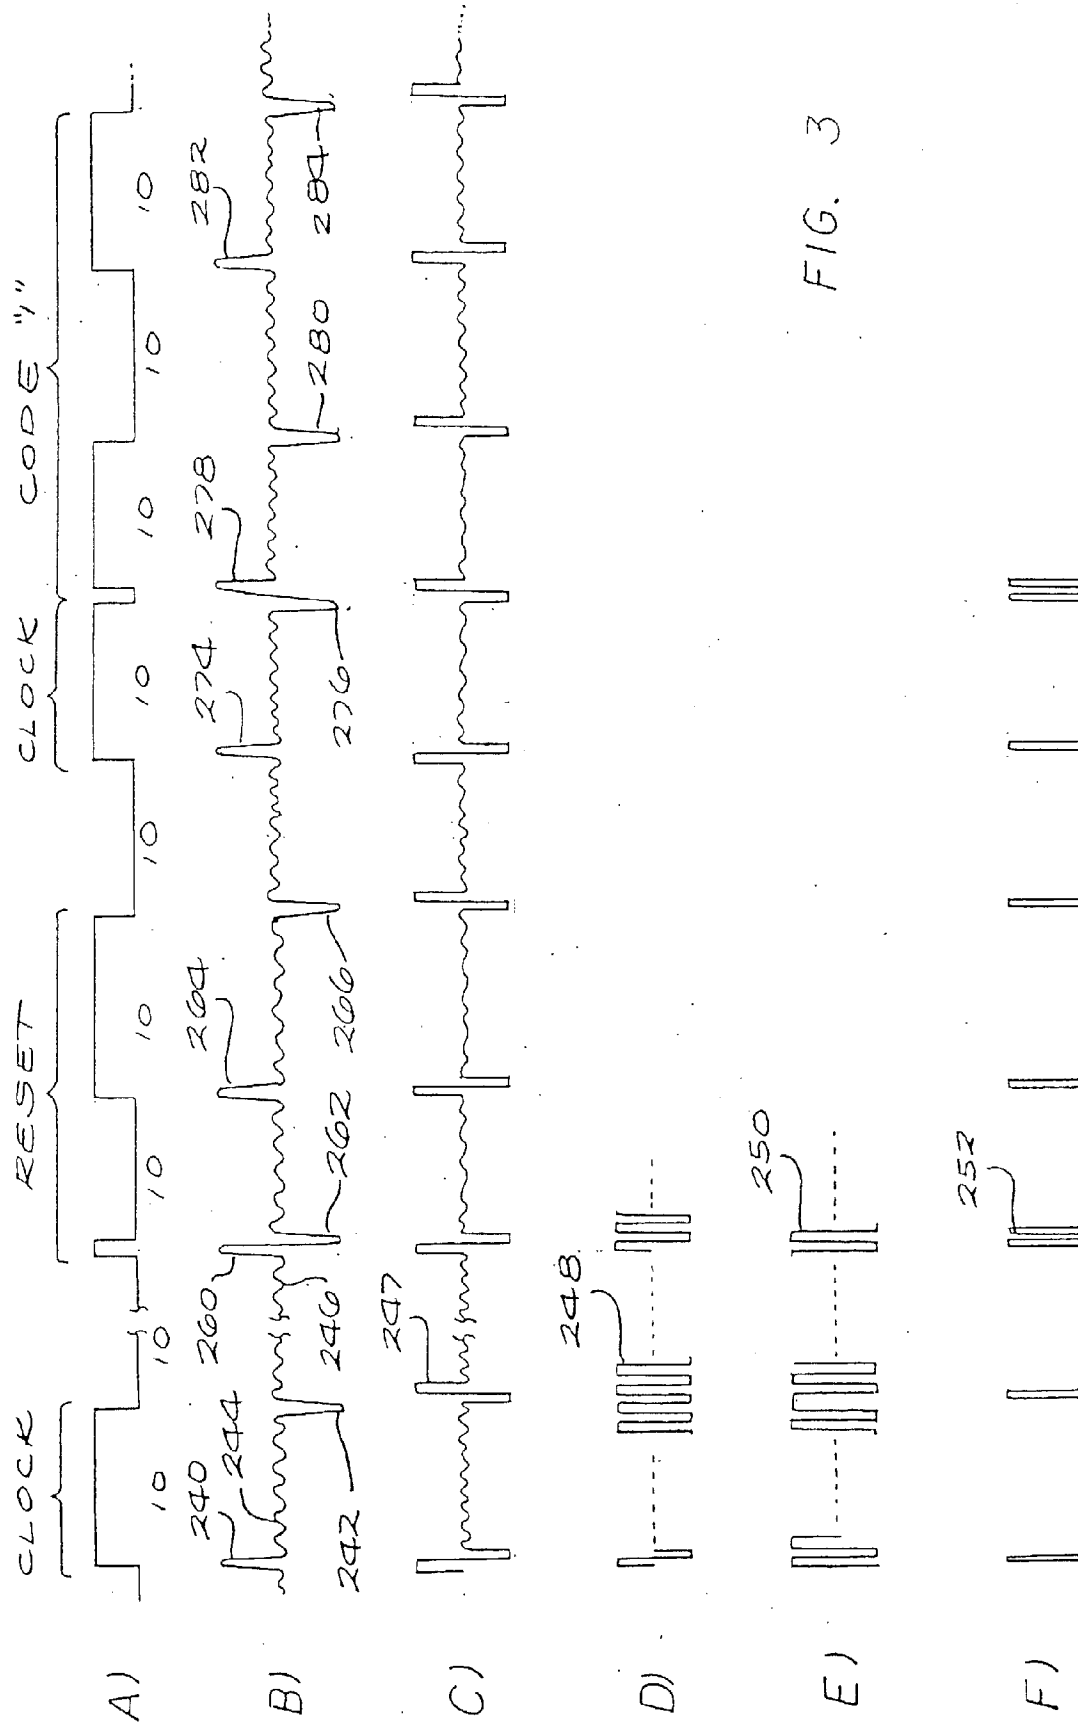 CLOCK RESET CLOCK CODE "1"
A) 10 10 10 10 10 10 10 10 10
240 244 260 264 274 278 282
B)
242 246 262 266 276 280 284
247
C)
248
D)
250
E)
252
F)
FIG. 3